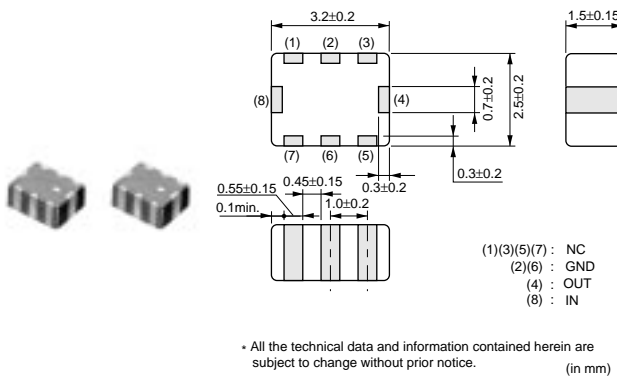 3.2±0.2
1.5±0.15
(1) (2) (3)
(8) (4)
0.7±0.2
2.5±0.2
(7) (6) (5)
0.3±0.2
0.3±0.2
0.55±0.15
0.45±0.15
1.0±0.2
0.1min.
(1)(3)(5)(7) : NC
(2)(6) : GND
(4) : OUT
(8) : IN
* All the technical data and information contained herein are
subject to change without prior notice.
(in mm)